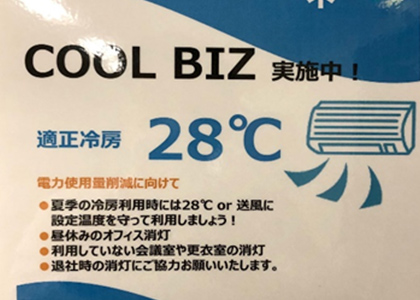 COOL BIZ 実施中！
適正冷房 28℃
電力使用量削減に向けて
●夏季の冷房利用時には28℃ or 送風に
設定温度を守って利用しましょう！
●昼休みのオフィス消灯
●利用していない会議室や更衣室の消灯
●退社時の消灯にご協力お願いいたします。